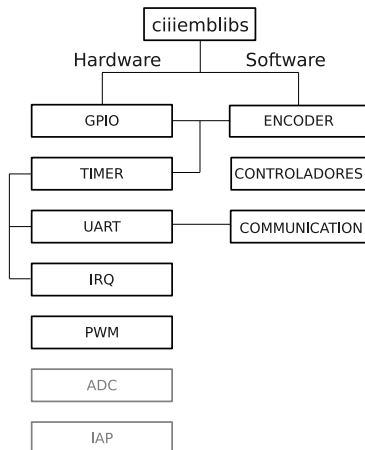 ciiiemblibs
Hardware Software
GPIO ENCODER
TIMER CONTROLADORES
UART COMMUNICATION
IRQ
PWM
ADC
IAP